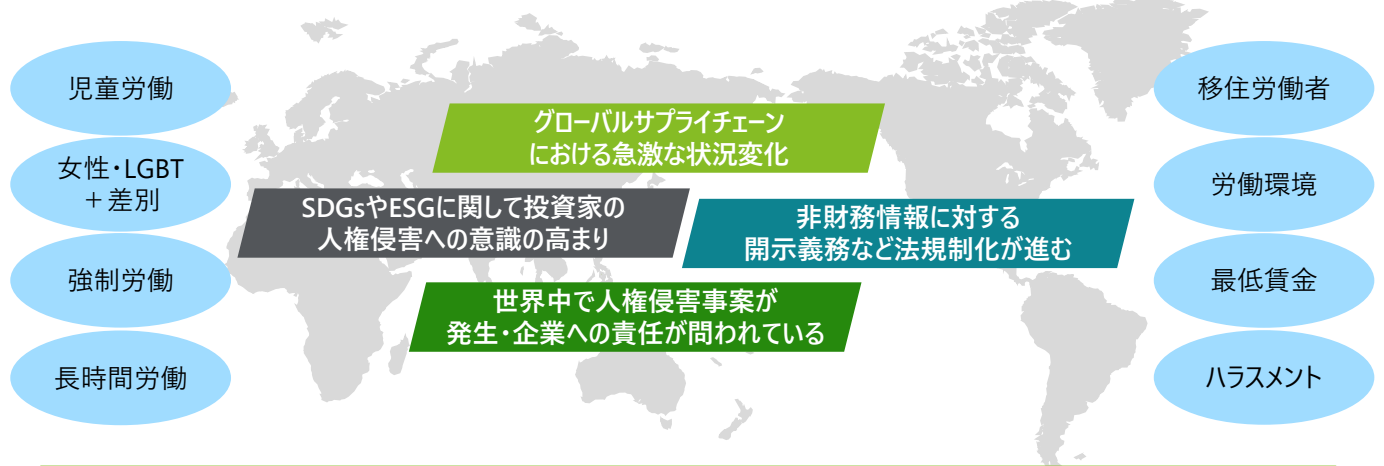 児童労働
女性・LGBT
＋差別
強制労働
長時間労働
グローバルサプライチェーン
における急激な状況変化
SDGsやESGに関して投資家の
人権侵害への意識の高まり
非財務情報に対する
開示義務など法規制化が進む
世界中で人権侵害事案が
発生・企業への責任が問われている
移住労働者
労働環境
最低賃金
ハラスメント